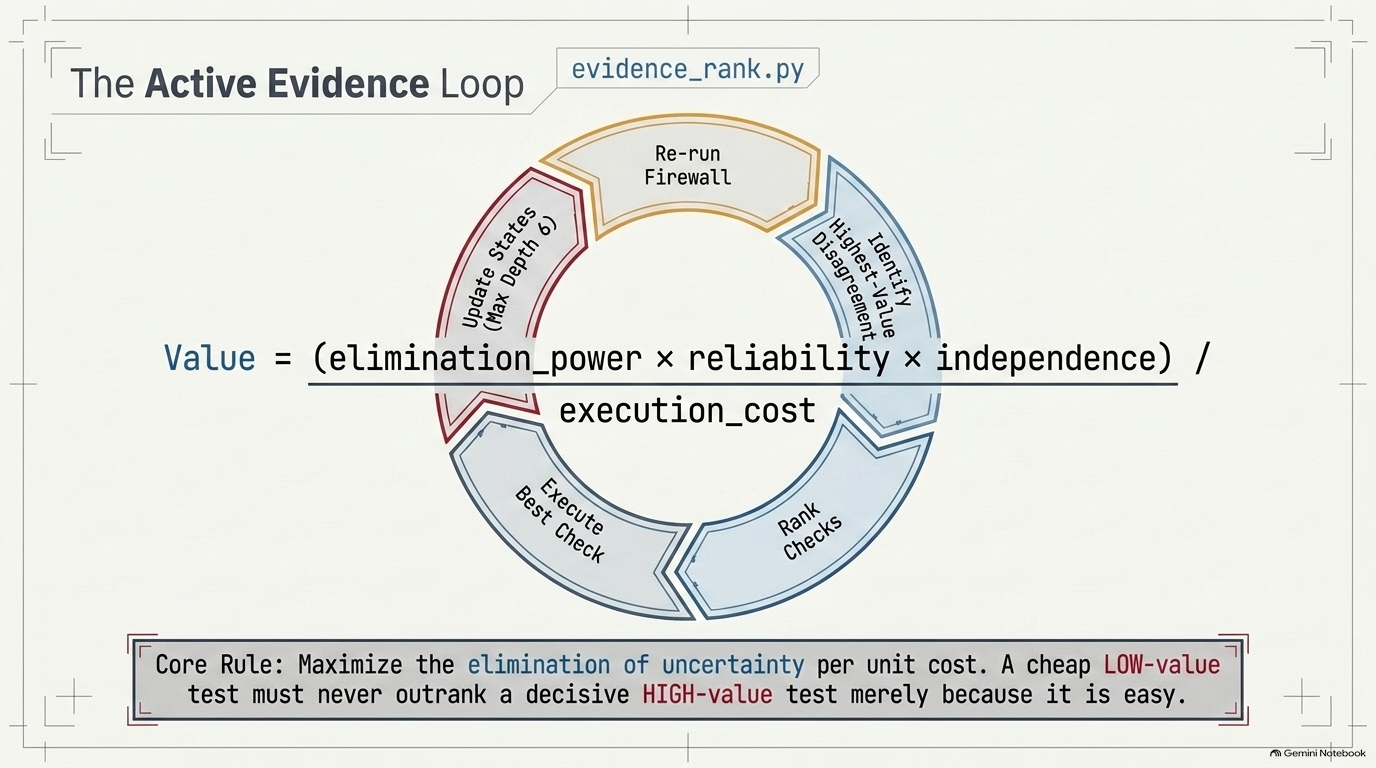 The Active Evidence Loop
evidence_rank.py
Re-run
Firewall
Identify
Highest-Value
Disagreement
Rank
Checks
Execute
Best Check
Update States
(Max Depth 6)
Value = (elimination_power × reliability × independence) /
execution_cost
Core Rule: Maximize the elimination of uncertainty per unit cost. A cheap LOW-value
test must never outrank a decisive HIGH-value test merely because it is easy.
Gemini Notebook